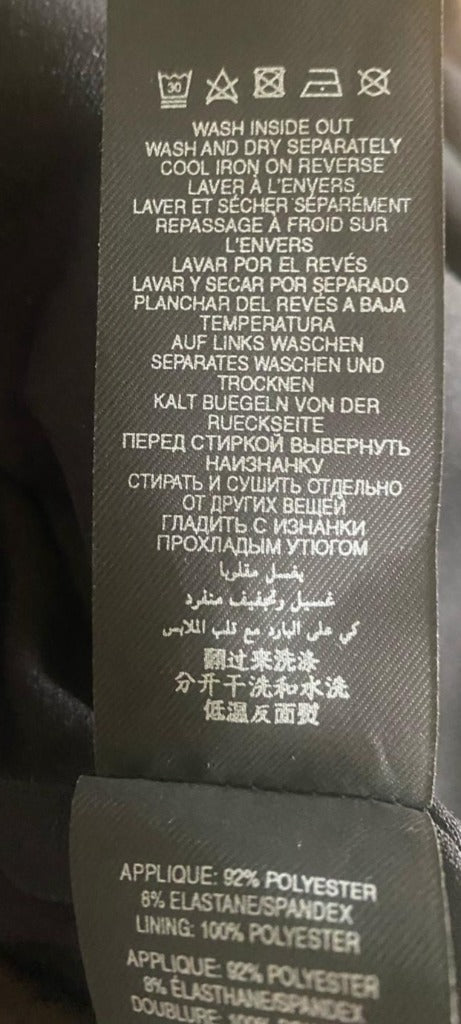 30
WASH INSIDE OUT
WASH AND DRY SEPARATELY
COOL IRON ON REVERSE
LAVER À L'ENVERS
LAVER ET SÉCHER SÉPARÉMENT
REPASSAGE À FROID SUR
L'ENVERS
LAVAR POR EL REVÉS
LAVAR Y SECAR POR SEPARADO
PLANCHAR DEL REVÉS A BAJA
TEMPERATURA
AUF LINKS WASCHEN
SEPARATES WASCHEN UND
TROCKNEN
KALT BUEGELN VON DER
RUECKSEITE
ПЕРЕД СТИРКОЙ ВЫВЕРНУТЬ
НАИЗНАНКУ
СТИРАТЬ И СУШИТЬ ОТДЕЛЬНО
ОТ ДРУГИХ ВЕЩЕЙ
ГЛАДИТЬ С ИЗНАНКИ
ПРОХЛАДЫМ УТЮГОМ
يغسل مقلوبا
غسيل وتجفيف منفرد
كي على البارد مع قلب الملابس
翻过来洗涤
分开干洗和水洗
低温反面熨
APPLIQUE: 92% POLYESTER
8% ELASTANE/SPANDEX
LINING: 100% POLYESTER
APPLIQUE: 92% POLYESTER
8% ÉLASTHANE/SPANDEX
DOUBLURE: 100%